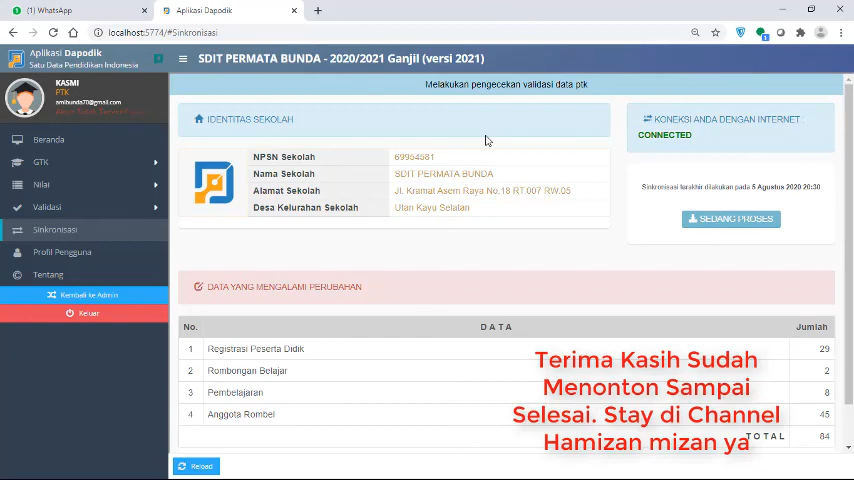 WhatsApp
Aplikasi Dapodik
localhost:5774/#Sinkronisasi
Aplikasi Dapodik
Satu Data Pendidikan Indonesia
SDIT PERMATA BUNDA - 2020/2021 Ganjil (versi 2021)
KASMI
PTK
amibunda70@gmail.com
Melakukan pengecekan validasi data ptk
Beranda
GTK
Nilai
Validasi
Sinkronisasi
Profil Pengguna
Tentang
Kembali ke Admin
Keluar
IDENTITAS SEKOLAH
NPSN Sekolah 69954581
Nama Sekolah SDIT PERMATA BUNDA
Alamat Sekolah Jl. Kramat Asem Raya No.18 RT.007 RW.05
Desa Kelurahan Sekolah Utan Kayu Selatan
KONEKSI ANDA DENGAN INTERNET :
CONNECTED
Sinkronisasi terakhir dilakukan pada 5 Agustus 2020 20:30
SEDANG PROSES
DATA YANG MENGALAMI PERUBAHAN
No. D A T A Jumlah
1 Registrasi Peserta Didik 29
2 Rombongan Belajar 2
3 Pembelajaran 8
4 Anggota Rombel 45
T O T A L 84
Reload
Terima Kasih Sudah
Menonton Sampai
Selesai. Stay di Channel
Hamizan mizan ya